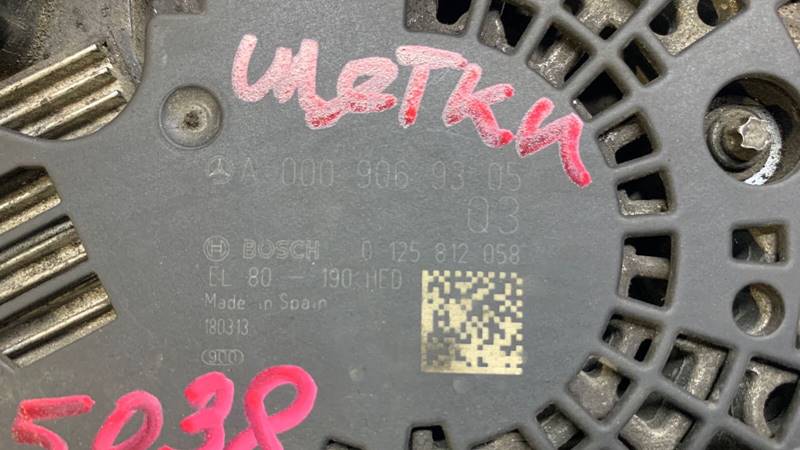 щетки
A 000 906 93 05
Q3
BOSCH 0 125 812 058
EL 80 - 190 HED
Made in Spain
180313
5038